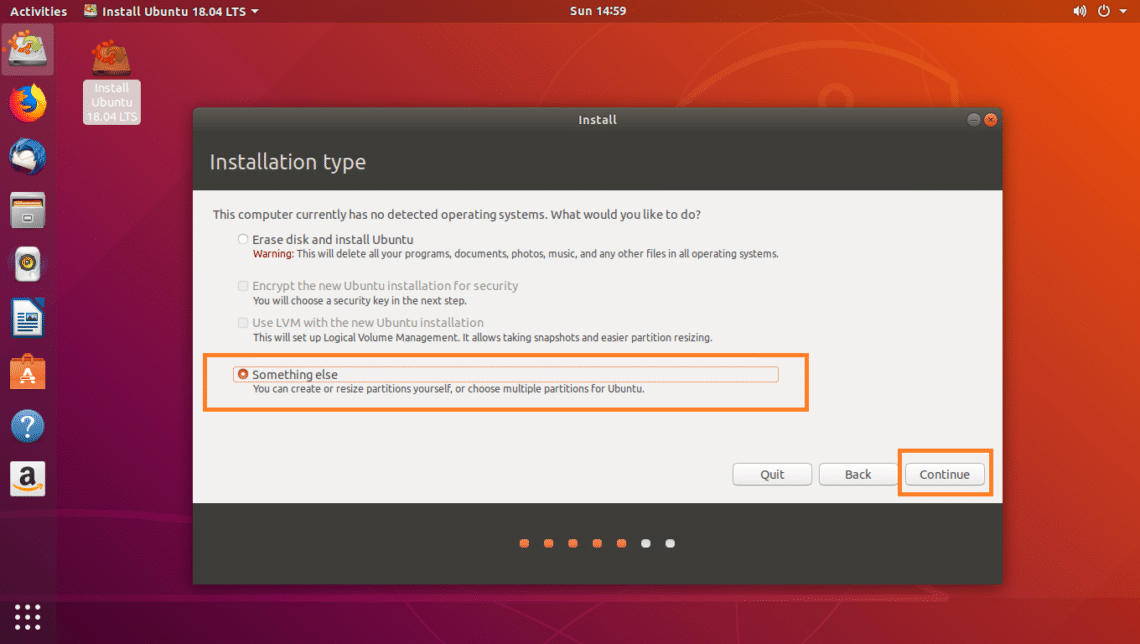 Activities Install Ubuntu 18.04 LTS Sun 14:59
Install
Ubuntu
18.04 LTS
Install
Installation type
This computer currently has no detected operating systems. What would you like to do?
Erase disk and install Ubuntu
Warning: This will delete all your programs, documents, photos, music, and any other files in all operating systems.
Encrypt the new Ubuntu installation for security
You will choose a security key in the next step.
Use LVM with the new Ubuntu installation
This will set up Logical Volume Management. It allows taking snapshots and easier partition resizing.
Something else
You can create or resize partitions yourself, or choose multiple partitions for Ubuntu.
Quit Back Continue